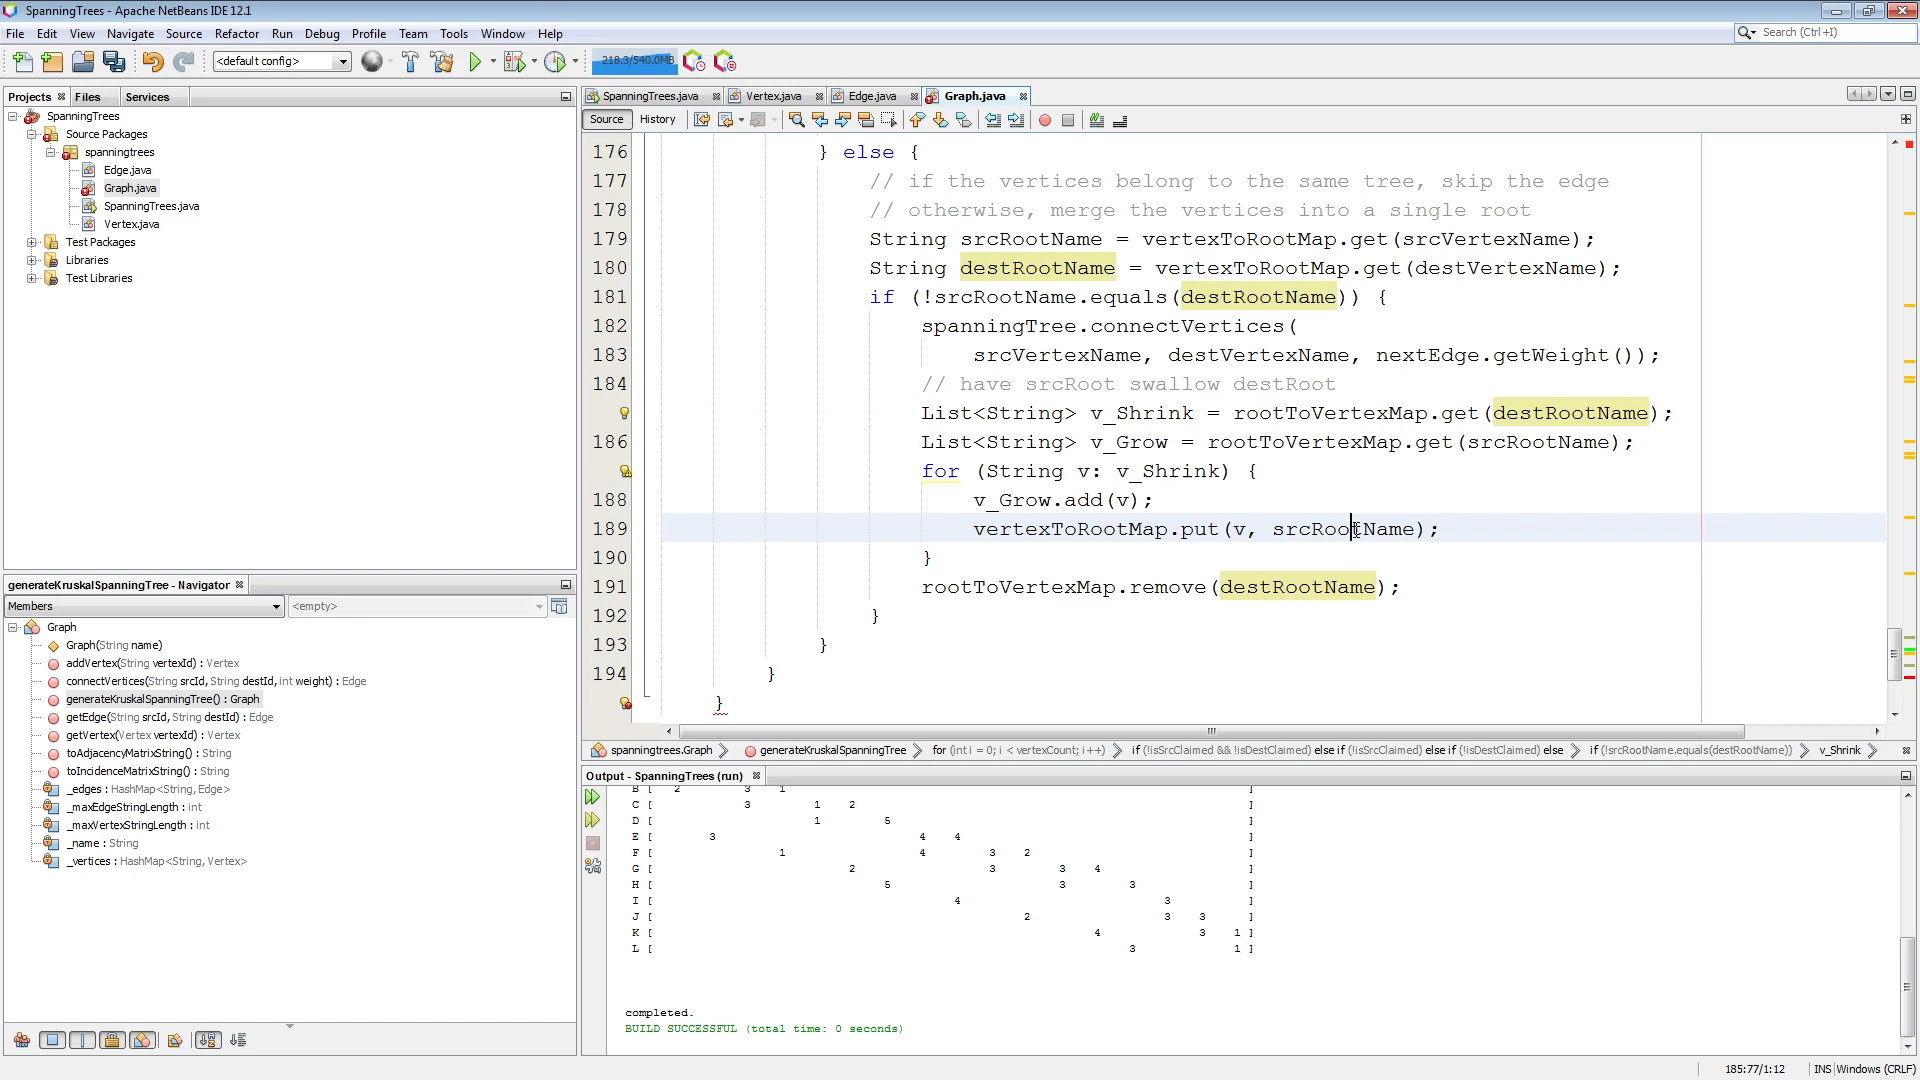 SpanningTrees - Apache NetBeans IDE 12.1
File Edit View Navigate Source Refactor Run Debug Profile Team Tools Window Help
Search (Ctrl+I)
<default config>
218.3/540.0MB
Projects Files Services
SpanningTrees
Source Packages
spanningtrees
Edge.java
Graph.java
SpanningTrees.java
Vertex.java
Test Packages
Libraries
Test Libraries
generateKruskalSpanningTree - Navigator
Members
<empty>
Graph
Graph(String name)
addVertex(String vertexId) : Vertex
connectVertices(String srcId, String destId, int weight) : Edge
generateKruskalSpanningTree() : Graph
getEdge(String srcId, String destId) : Edge
getVertex(Vertex vertexId) : Vertex
toAdjacencyMatrixString() : String
toIncidenceMatrixString() : String
_edges : HashMap<String, Edge>
_maxEdgeStringLength : int
_maxVertexStringLength : int
_name : String
_vertices : HashMap<String, Vertex>
SpanningTrees.java Vertex.java Edge.java Graph.java
Source History
176 } else {
177 // if the vertices belong to the same tree, skip the edge
178 // otherwise, merge the vertices into a single root
179 String srcRootName = vertexToRootMap.get(srcVertexName);
180 String destRootName = vertexToRootMap.get(destVertexName);
181 if (!srcRootName.equals(destRootName)) {
182 spanningTree.connectVertices(
183 srcVertexName, destVertexName, nextEdge.getWeight());
184 // have srcRoot swallow destRoot
List<String> v_Shrink = rootToVertexMap.get(destRootName);
186 List<String> v_Grow = rootToVertexMap.get(srcRootName);
for (String v: v_Shrink) {
188 v_Grow.add(v);
189 vertexToRootMap.put(v, srcRootName);
190 }
191 rootToVertexMap.remove(destRootName);
192 }
193 }
194 }
}
spanningtrees.Graph generateKruskalSpanningTree for (int i = 0; i < vertexCount; i++) if (!isSrcClaimed && !isDestClaimed) else if (!isSrcClaimed) else if (!isDestClaimed) else if (!srcRootName.equals(destRootName)) v_Shrink
Output - SpanningTrees (run)
B [ 2 3 1 ]
C [ 3 1 2 ]
D [ 1 5 ]
E [ 3 4 4 ]
F [ 1 4 3 2 ]
G [ 2 3 3 4 ]
H [ 5 3 3 ]
I [ 4 3 ]
J [ 2 3 3 ]
K [ 4 3 1 ]
L [ 3 1 ]
completed.
BUILD SUCCESSFUL (total time: 0 seconds)
185:77/1:12 INS Windows (CRLF)